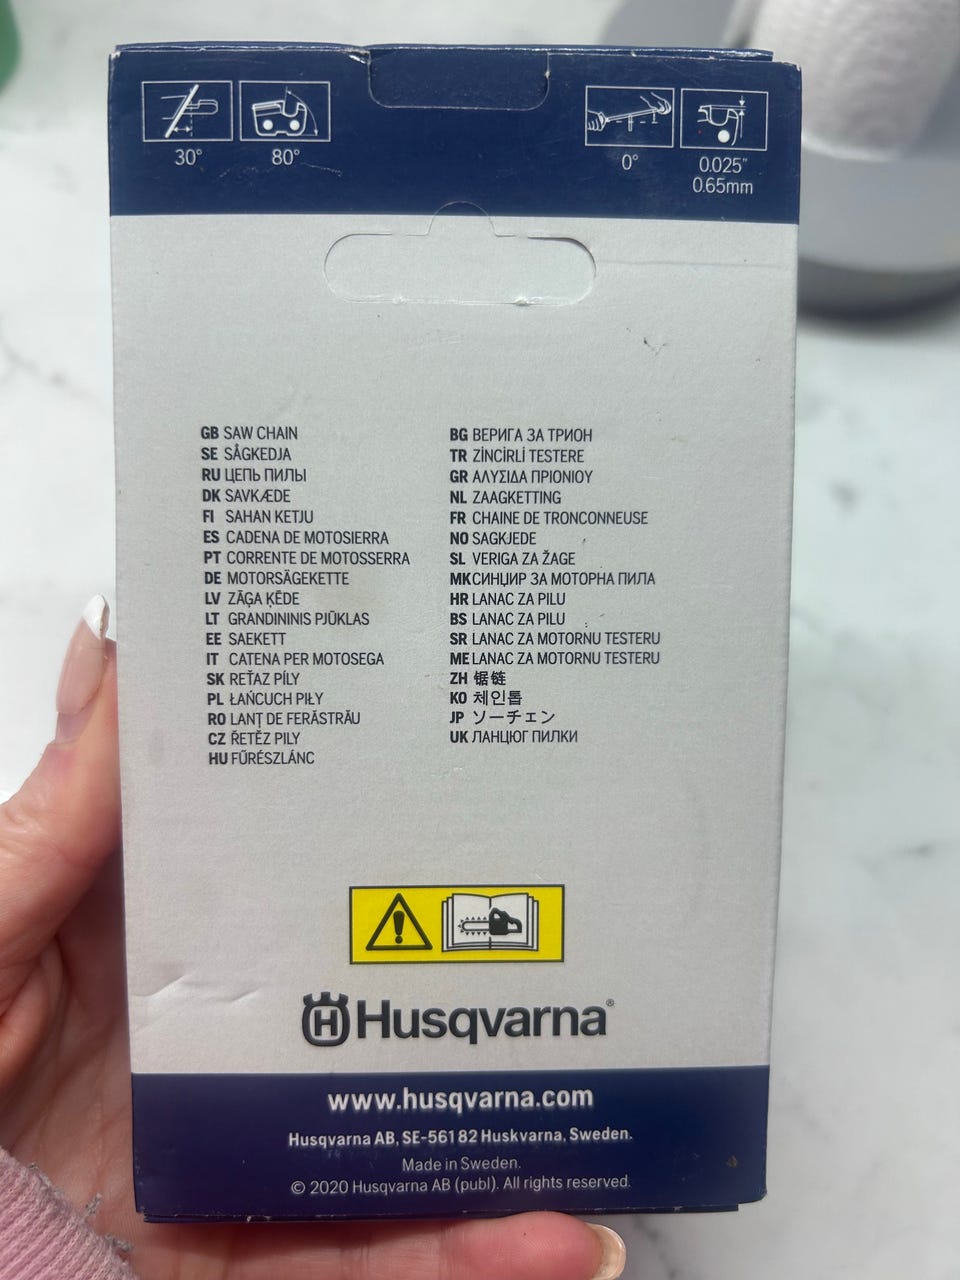 30°
80°
0°
0.025"
0.65mm
GB SAW CHAIN
SE SÅGKEDJA
RU ЦЕПЬ ПИЛЫ
DK SAVKÆDE
FI SAHAN KETJU
ES CADENA DE MOTOSIERRA
PT CORRENTE DE MOTOSSERRA
DE MOTORSÄGEKETTE
LV ZĀĢA ĶĒDE
LT GRANDININIS PJŪKLAS
EE SAEKETT
IT CATENA PER MOTOSEGA
SK REŤAZ PÍLY
PL ŁAŃCUCH PIŁY
RO LANȚ DE FERĂSTRĂU
CZ ŘETĚZ PILY
HU FŰRÉSZLÁNC
BG ВЕРИГА ЗА ТРИОН
TR ZİNCİRLİ TESTERE
GR ΑΛΥΣΙΔΑ ΠΡΙΟΝΙΟΥ
NL ZAAGKETTING
FR CHAINE DE TRONCONNEUSE
NO SAGKJEDE
SL VERIGA ZA ŽAGE
MK СИНЏИР ЗА МОТОРНА ПИЛА
HR LANAC ZA PILU
BS LANAC ZA PILU
SR LANAC ZA MOTORNU TESTERU
ME LANAC ZA MOTORNU TESTERU
ZH 锯链
KO 체인톱
JP ソーチェン
UK ЛАНЦЮГ ПИЛКИ
H Husqvarna®
www.husqvarna.com
Husqvarna AB, SE-561 82 Huskvarna, Sweden.
Made in Sweden.
© 2020 Husqvarna AB (publ). All rights reserved.